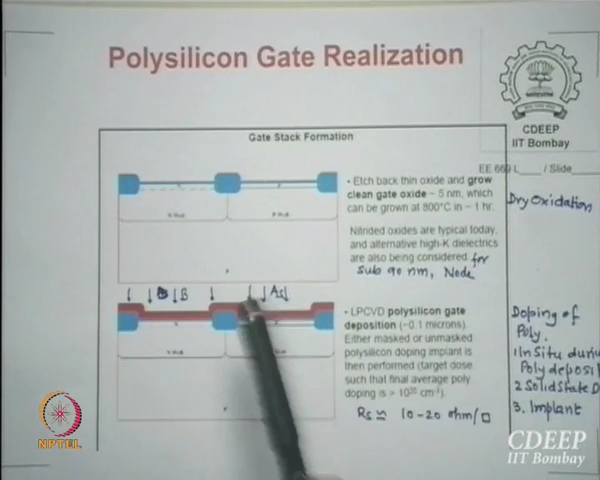 Polysilicon Gate Realization
CDEEP
IIT Bombay
Gate Stack Formation
EE 669 L____ / Slide____
• Etch back thin oxide and grow
clean gate oxide ~ 5 nm, which
can be grown at 800°C in ~ 1 hr.
Dry Oxidation
Nitrided oxides are typical today,
and alternative high-K dielectrics
are also being considered for
Sub 90 nm, Node
N Well
P Well
P
B
As
• LPCVD polysilicon gate
deposition (~0.1 microns).
Either masked or unmasked
polysilicon doping implant is
then performed (target dose
such that final average poly
doping is > 10²⁰ cm⁻³).
Rs ≃ 10-20 ohm/□
Doping of
Poly.
1 In Situ
Poly
2 Solid State
3. Implant
N Well
P
NPTEL
CDEEP
IIT Bombay